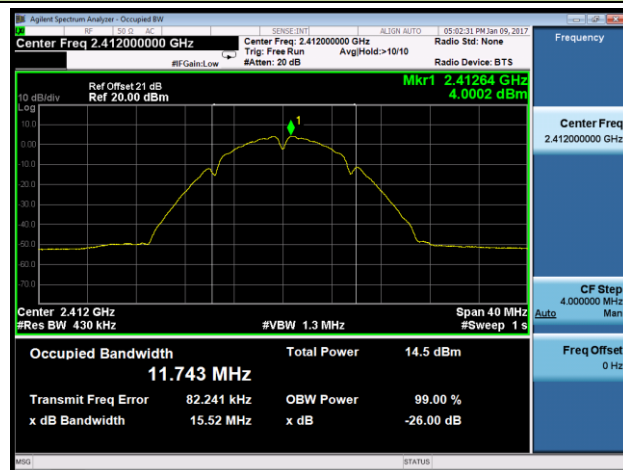 Agilent Spectrum Analyzer - Occupied BW
RF 50 Ω AC SENSE:INT ALIGN AUTO 05:02:31 PM Jan 09, 2017
Center Freq 2.412000000 GHz Center Freq: 2.412000000 GHz Radio Std: None Frequency
Trig: Free Run Avg|Hold:>10/10
#IFGain:Low #Atten: 20 dB Radio Device: BTS
Ref Offset 21 dB Mkr1 2.41264 GHz
10 dB/div Ref 20.00 dBm 4.0002 dBm
Log
10.0
0.00
-10.0
-20.0
-30.0
-40.0
-50.0
-60.0
-70.0
1
Center Freq
2.412000000 GHz
Center 2.412 GHz Span 40 MHz
#Res BW 430 kHz #VBW 1.3 MHz #Sweep 1 s
CF Step
4.000000 MHz
Auto Man
Occupied Bandwidth Total Power 14.5 dBm
11.743 MHz
Transmit Freq Error 82.241 kHz OBW Power 99.00 %
x dB Bandwidth 15.52 MHz x dB -26.00 dB
Freq Offset
0 Hz
MSG STATUS